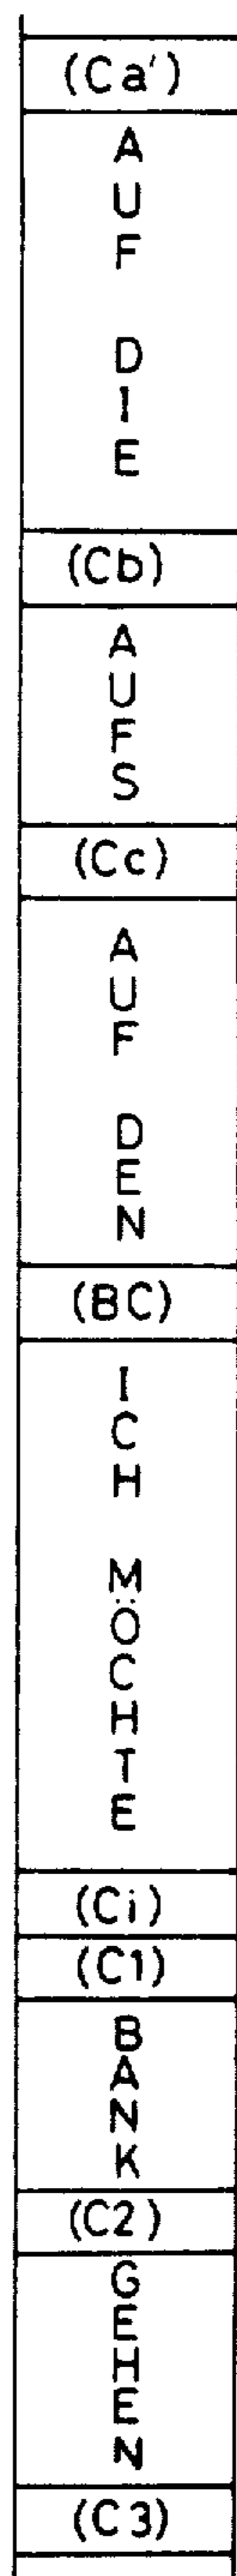 (Ca')
AUF DIE
(Cb)
AUFS
(Cc)
AUF DEN
(BC)
ICH MÖCHTE
(Ci)
(C1)
BANK
(C2)
GEHEN
(C3)